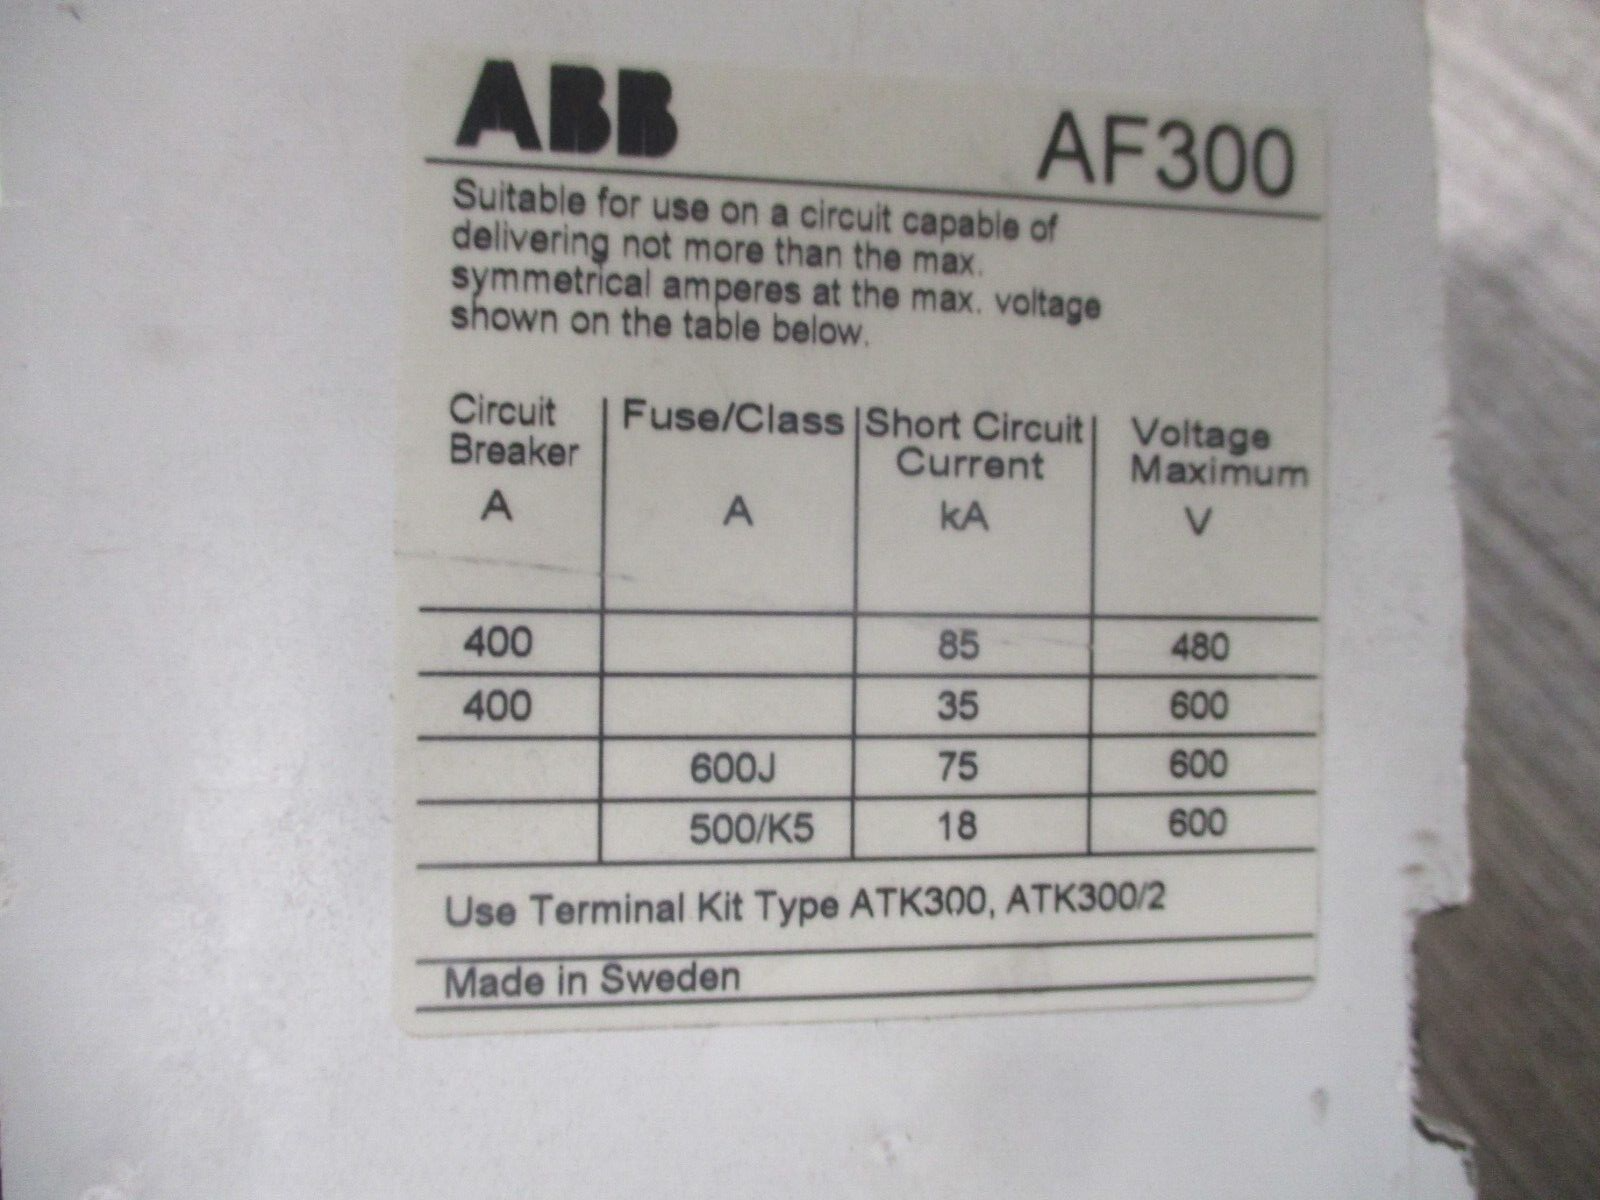 ABB
AF300
Suitable for use on a circuit capable of
delivering not more than the max.
symmetrical amperes at the max. voltage
shown on the table below.
Circuit Breaker A | Fuse/Class A | Short Circuit Current kA | Voltage Maximum V
400 | | 85 | 480
400 | | 35 | 600
| 600J | 75 | 600
| 500/K5 | 18 | 600
Use Terminal Kit Type ATK300, ATK300/2
Made in Sweden